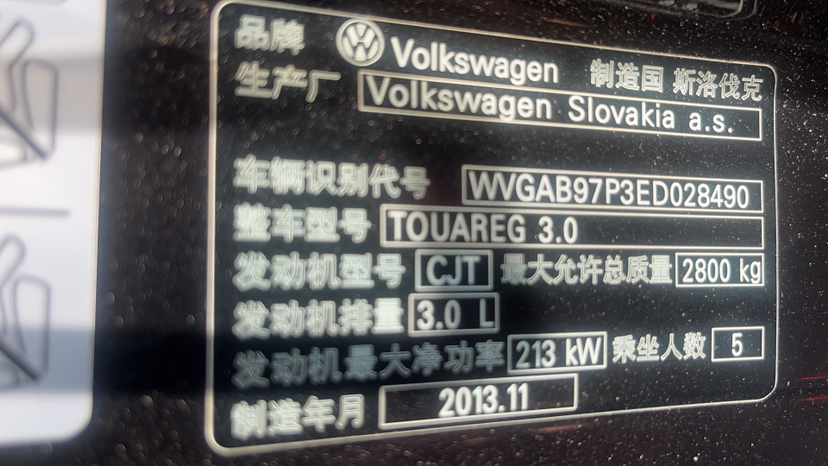 品牌 Volkswagen 制造国 斯洛伐克
生产厂 Volkswagen Slovakia a.s.
车辆识别代号 WVGAB97P3ED028490
整车型号 TOUAREG 3.0
发动机型号 CJT 最大允许总质量 2800 kg
发动机排量 3.0 L
发动机最大净功率 213 kW 乘坐人数 5
制造年月 2013.11